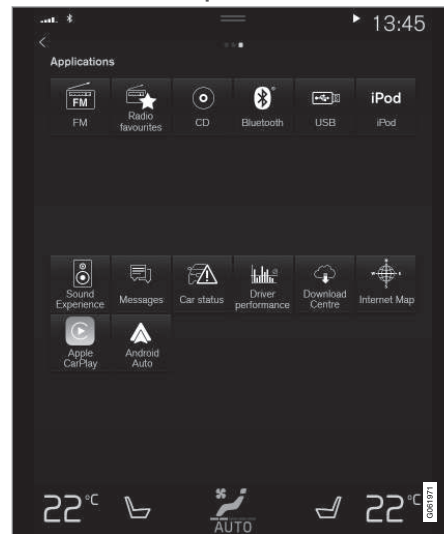 13:45
Applications
FM
iPod
FM
Radio
favourites
CD
Bluetooth
USB
iPod
Sound
Experience
Messages
Car status
Driver
performance
Download
Centre
Internet Map
Apple
CarPlay
Android
Auto
22°C
22°C
AUTO
G061971